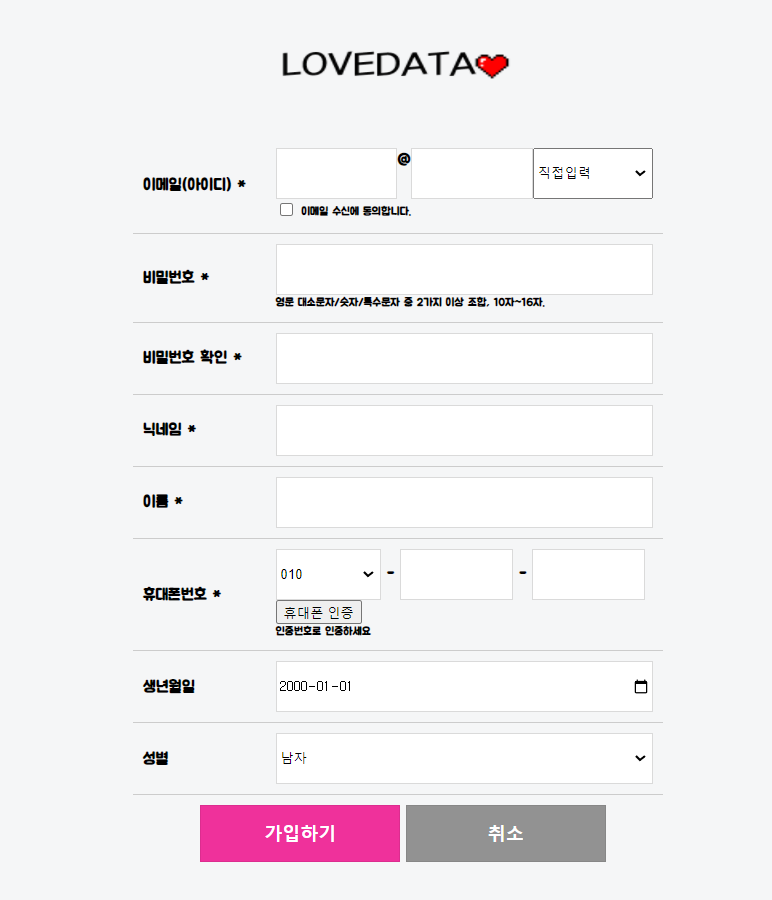 LOVEDATA
이메일(아이디) * @ 직접입력
이메일 수신에 동의합니다.
비밀번호 *
영문 대소문자/숫자/특수문자 중 2가지 이상 조합, 10자~16자.
비밀번호 확인 *
닉네임 *
이름 *
휴대폰번호 * 010 - -
휴대폰 인증
인증번호로 인증하세요
생년월일 2000-01-01
성별 남자
가입하기 취소